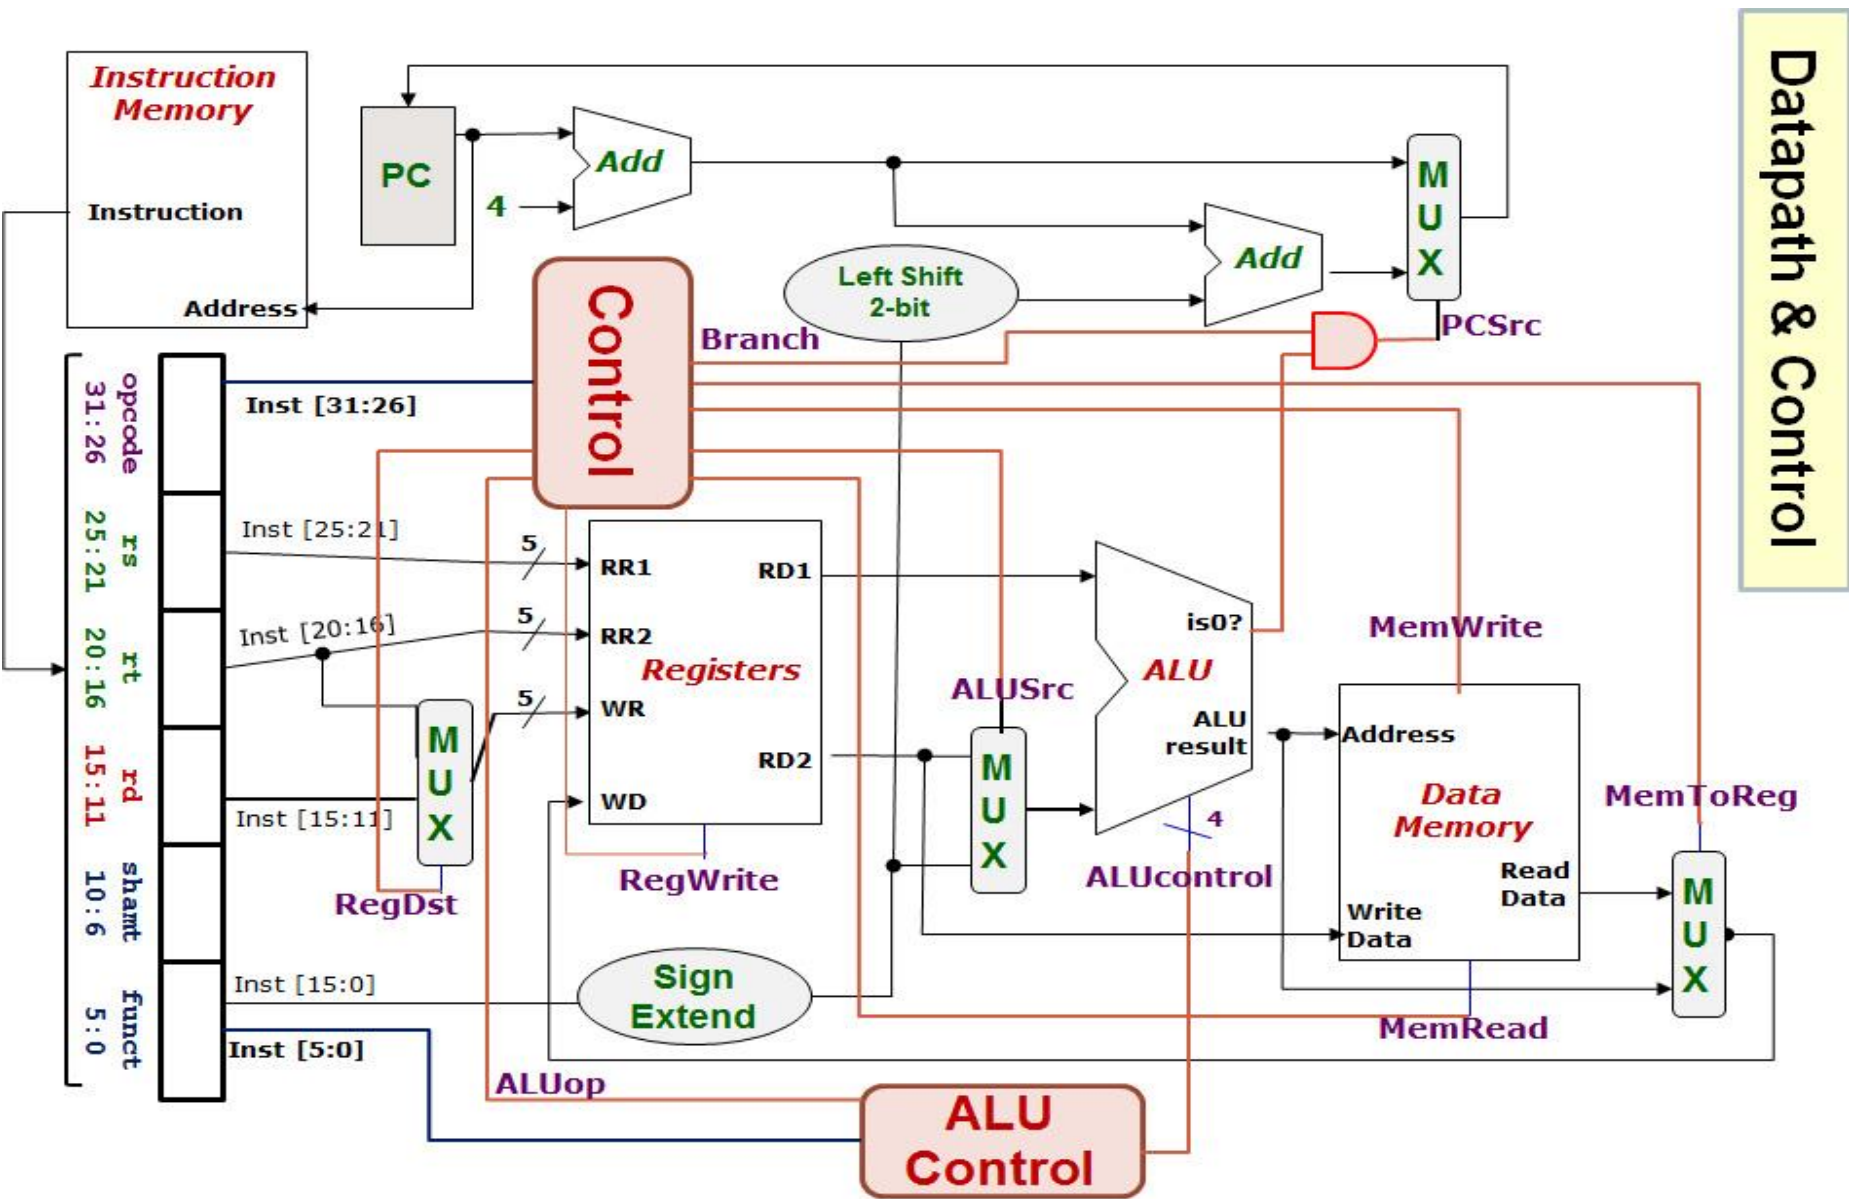 Datapath & Control
Instruction
Memory
Instruction
Address
PC
4
Add
Add
Left Shift
2-bit
M
U
X
PCSrc
Control
Branch
opcode
31:26
rs
25:21
rt
20:16
rd
15:11
shamt
10:6
funct
5:0
Inst [31:26]
Inst [25:21]
Inst [20:16]
Inst [15:11]
Inst [15:0]
Inst [5:0]
M
U
X
RegDst
5
5
5
RR1
RR2
WR
WD
Registers
RD1
RD2
RegWrite
Sign
Extend
ALUSrc
M
U
X
is0?
ALU
ALU
result
4
ALUcontrol
MemWrite
Address
Data
Memory
Read
Data
Write
Data
MemRead
MemToReg
M
U
X
ALUop
ALU
Control